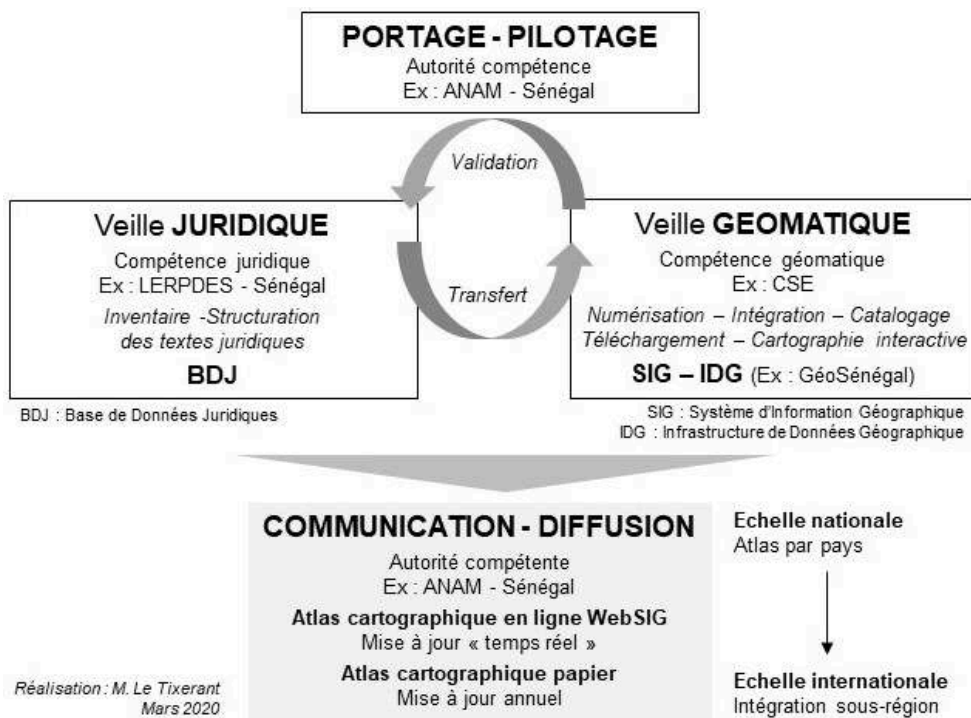 PORTAGE - PILOTAGE
Autorité compétence
Ex : ANAM - Sénégal
Validation
Veille JURIDIQUE
Compétence juridique
Ex : LERPDES - Sénégal
Inventaire -Structuration
des textes juridiques
BDJ
BDJ : Base de Données Juridiques
Transfert
Veille GEOMATIQUE
Compétence géomatique
Ex : CSE
Numérisation – Intégration – Catalogage
Téléchargement – Cartographie interactive
SIG – IDG (Ex : GéoSénégal)
SIG : Système d'Information Géographique
IDG : Infrastructure de Données Géographique
COMMUNICATION - DIFFUSION
Autorité compétente
Ex : ANAM - Sénégal
Atlas cartographique en ligne WebSIG
Mise à jour « temps réel »
Atlas cartographique papier
Mise à jour annuel
Echelle nationale
Atlas par pays
Echelle internationale
Intégration sous-région
Réalisation : M. Le Tixerant
Mars 2020